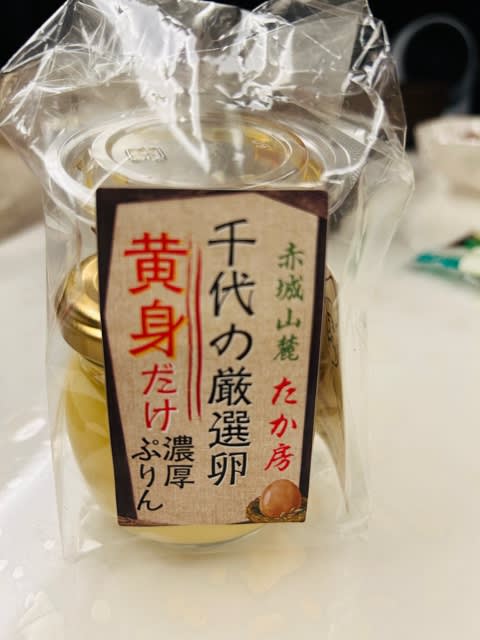 赤城山麓
たか房
千代の厳選卵
黄身だけ
濃厚
ぷりん